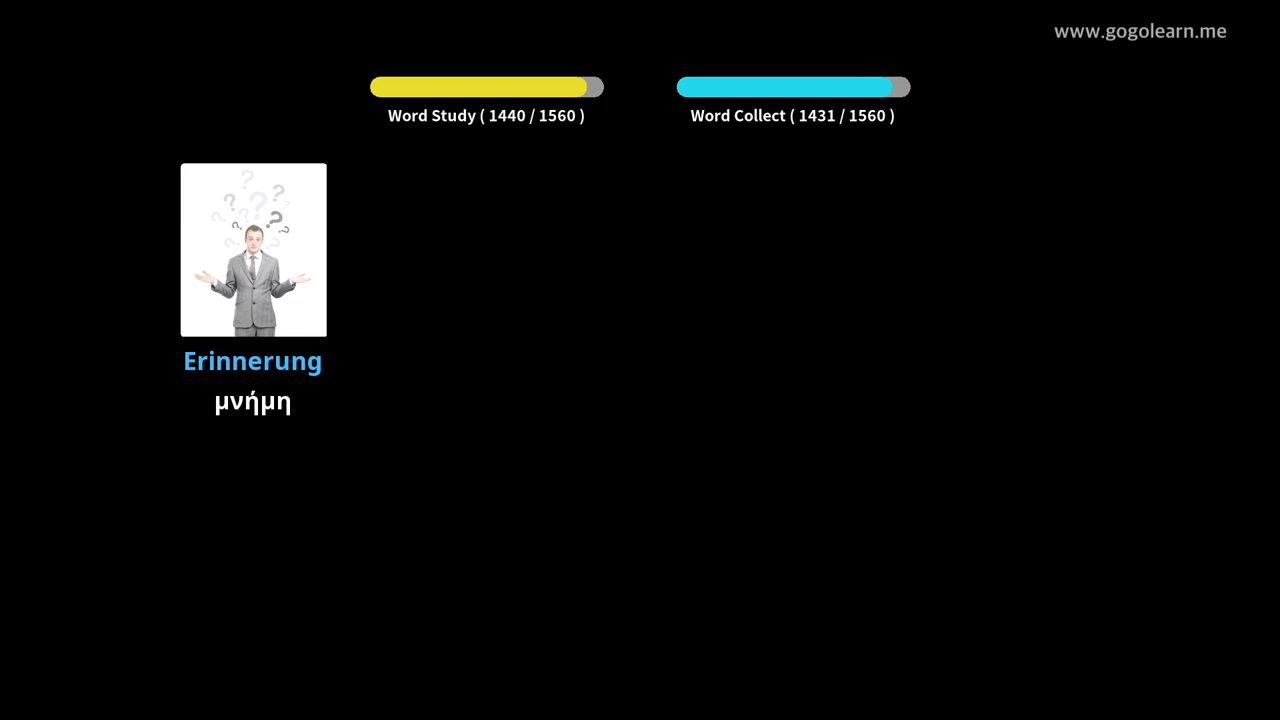 www.gogolearn.me
Word Study ( 1440 / 1560 )
Word Collect ( 1431 / 1560 )
Erinnerung
μνήμη